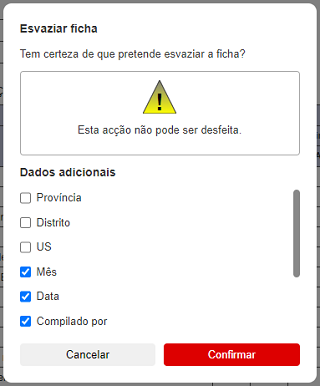 Esvaziar ficha
Tem certeza de que pretende esvaziar a ficha?
Esta acção não pode ser desfeita.
Dados adicionais
Província
Distrito
US
Mês
Data
Compilado por
Cancelar
Confirmar